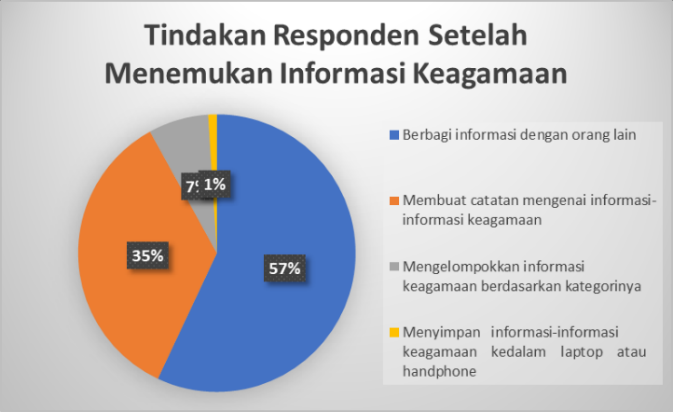 Tindakan Responden Setelah
Menemukan Informasi Keagamaan
Berbagi informasi dengan orang lain
Membuat catatan mengenai informasi-
informasi keagamaan
Mengelompokkan informasi
keagamaan berdasarkan kategorinya
Menyimpan informasi-informasi
keagamaan kedalam laptop atau
handphone
7%
1%
35%
57%